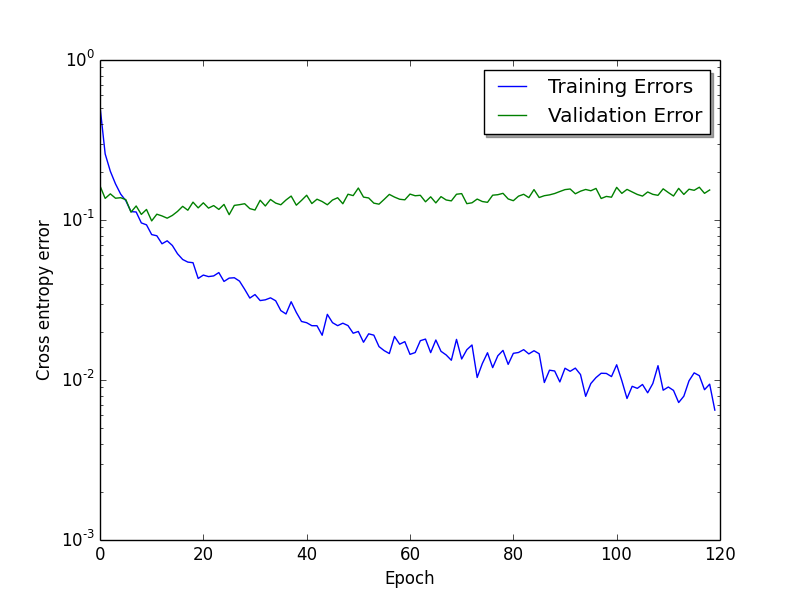 Training Errors
Validation Error
10^0
10^-1
10^-2
10^-3
Cross entropy error
0 20 40 60 80 100 120
Epoch